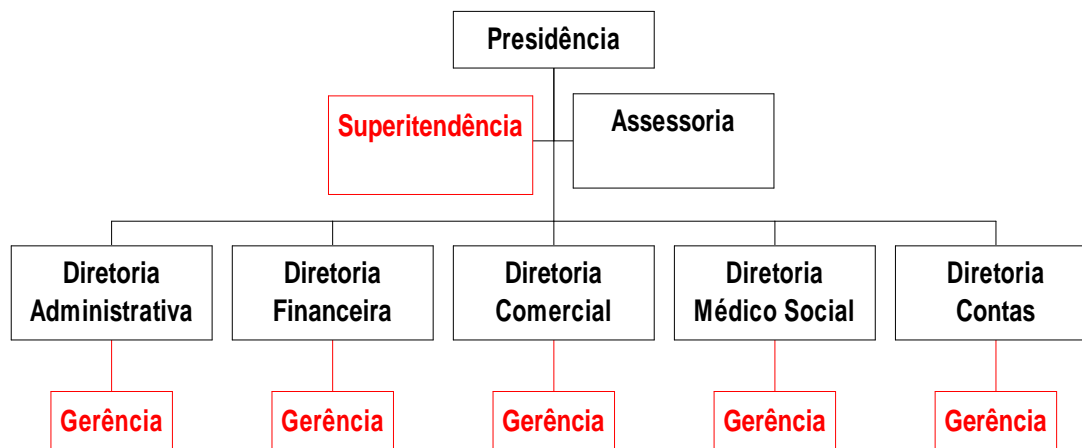 Presidência
Superitendência
Assessoria
Diretoria
Administrativa
Diretoria
Financeira
Diretoria
Comercial
Diretoria
Médico Social
Diretoria
Contas
Gerência
Gerência
Gerência
Gerência
Gerência